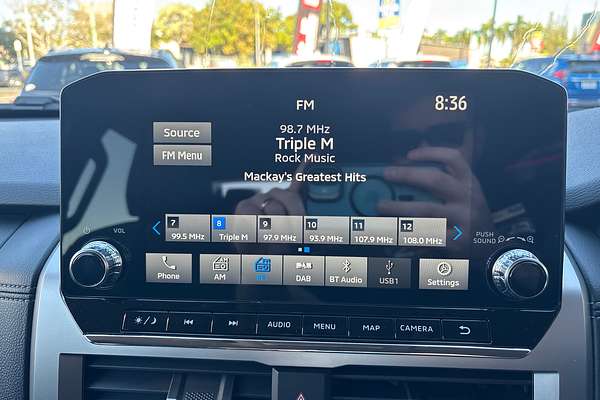 FM
8:36
98.7 MHz
Triple M
Rock Music
Mackay's Greatest Hits
Source
FM Menu
7 8 9 10 11 12
99.5 MHz Triple M 97.9 MHz 93.9 MHz 107.9 MHz 108.0 MHz
VOL
PUSH
SOUND
Phone AM FM DAB BT Audio USB1 Settings
AUDIO MENU MAP CAMERA